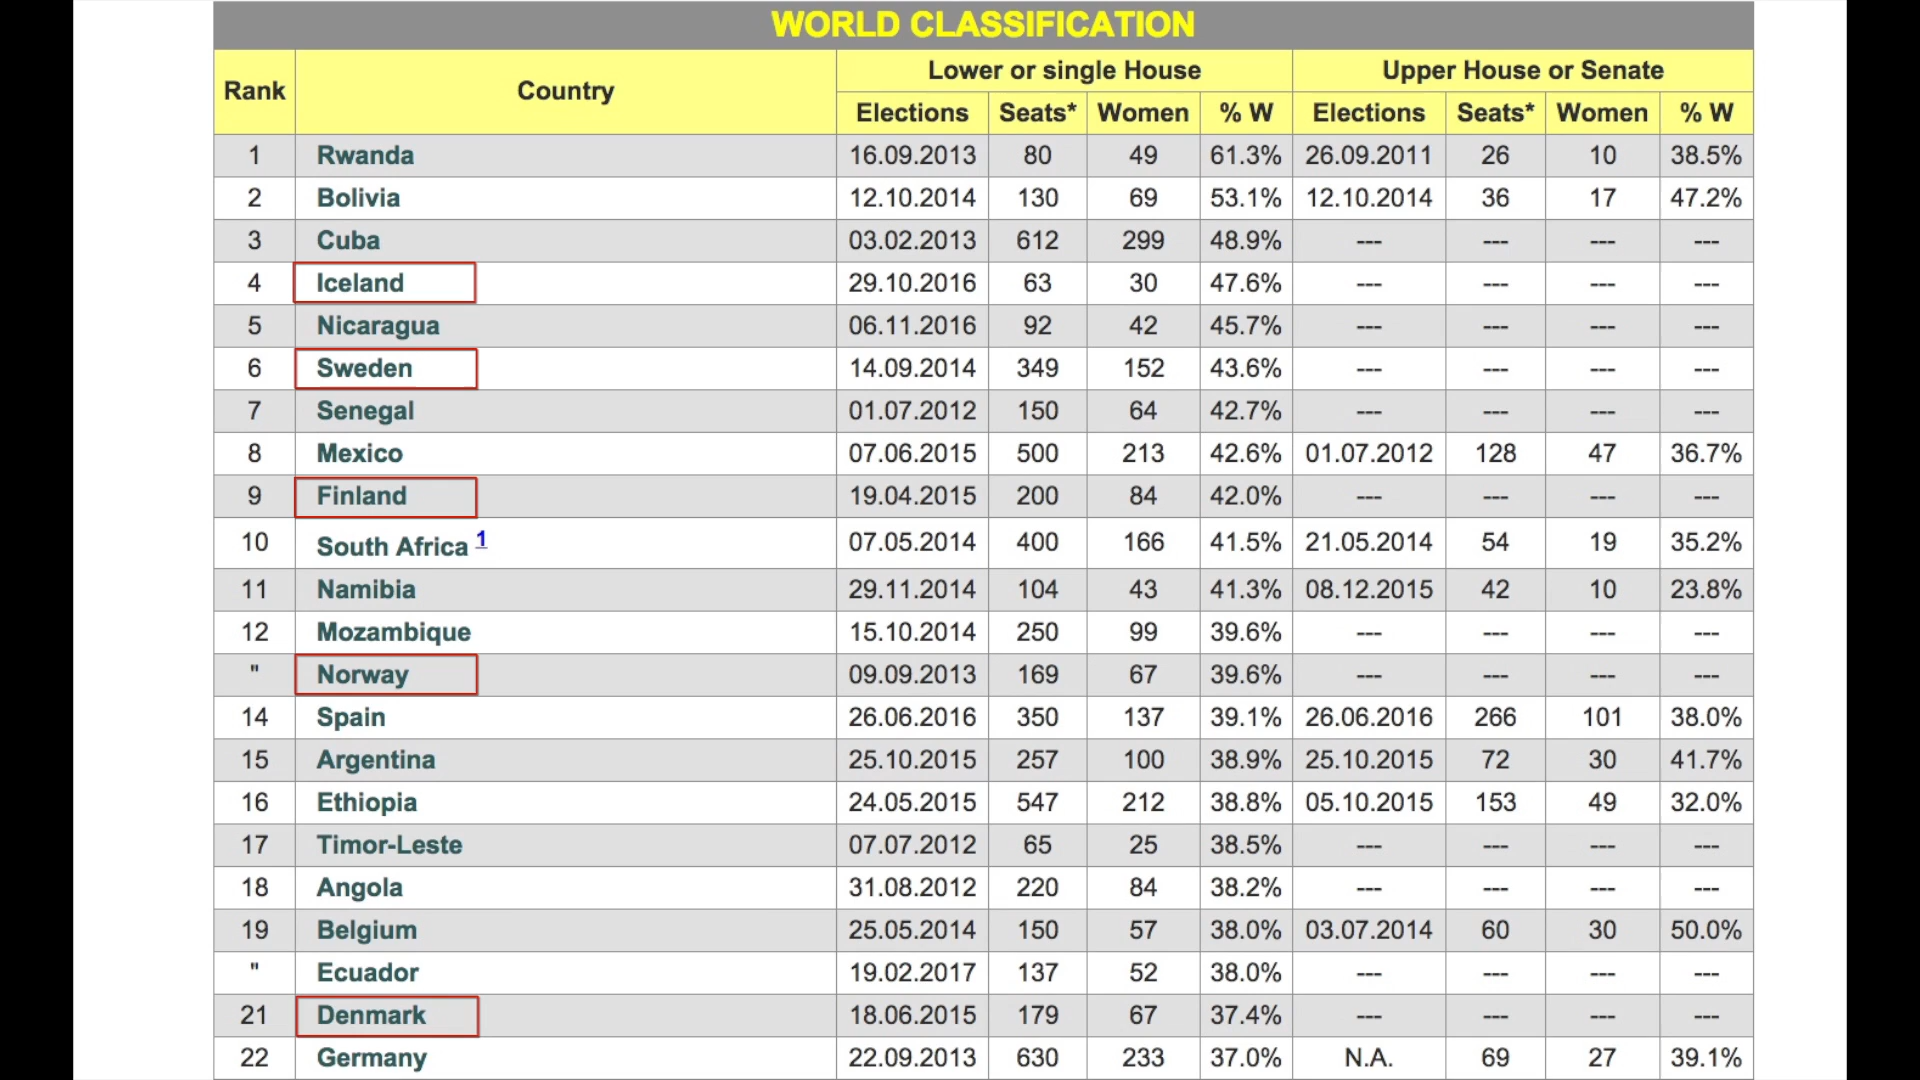 WORLD CLASSIFICATION
Rank Country Lower or single House Upper House or Senate
Elections Seats* Women % W Elections Seats* Women % W
1 Rwanda 16.09.2013 80 49 61.3% 26.09.2011 26 10 38.5%
2 Bolivia 12.10.2014 130 69 53.1% 12.10.2014 36 17 47.2%
3 Cuba 03.02.2013 612 299 48.9% --- --- --- ---
4 Iceland 29.10.2016 63 30 47.6% --- --- --- ---
5 Nicaragua 06.11.2016 92 42 45.7% --- --- --- ---
6 Sweden 14.09.2014 349 152 43.6% --- --- --- ---
7 Senegal 01.07.2012 150 64 42.7% --- --- --- ---
8 Mexico 07.06.2015 500 213 42.6% 01.07.2012 128 47 36.7%
9 Finland 19.04.2015 200 84 42.0% --- --- --- ---
10 South Africa 1 07.05.2014 400 166 41.5% 21.05.2014 54 19 35.2%
11 Namibia 29.11.2014 104 43 41.3% 08.12.2015 42 10 23.8%
12 Mozambique 15.10.2014 250 99 39.6% --- --- --- ---
" Norway 09.09.2013 169 67 39.6% --- --- --- ---
14 Spain 26.06.2016 350 137 39.1% 26.06.2016 266 101 38.0%
15 Argentina 25.10.2015 257 100 38.9% 25.10.2015 72 30 41.7%
16 Ethiopia 24.05.2015 547 212 38.8% 05.10.2015 153 49 32.0%
17 Timor-Leste 07.07.2012 65 25 38.5% --- --- --- ---
18 Angola 31.08.2012 220 84 38.2% --- --- --- ---
19 Belgium 25.05.2014 150 57 38.0% 03.07.2014 60 30 50.0%
" Ecuador 19.02.2017 137 52 38.0% --- --- --- ---
21 Denmark 18.06.2015 179 67 37.4% --- --- --- ---
22 Germany 22.09.2013 630 233 37.0% N.A. 69 27 39.1%